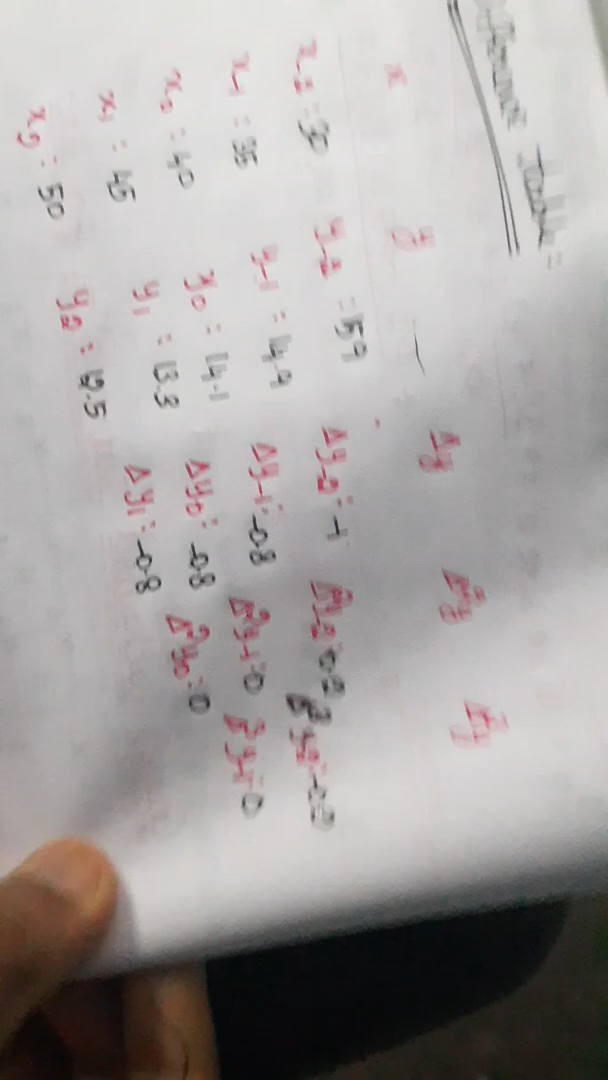 Difference Table =
x y Δy Δ²y Δ³y
x-2 = 30 y-2 = 15.9 Δy-2 = -1 Δ²y-2 = 0.2 Δ³y-2 = -0.2
x-1 = 35 y-1 = 14.9 Δy-1 = -0.8 Δ²y-1 = 0 Δ³y-1 = 0
x0 = 40 y0 = 14.1 Δy0 = -0.8 Δ²y0 = 0
x1 = 45 y1 = 13.3 Δy1 = -0.8
x2 = 50 y2 = 12.5